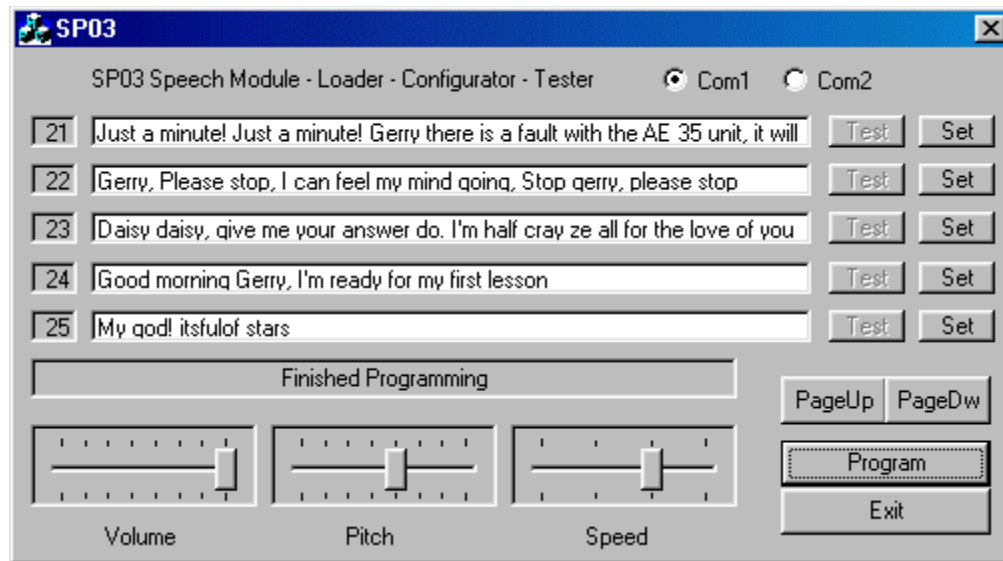 SP03
SP03 Speech Module - Loader - Configurator - Tester Com1 Com2
21 Just a minute! Just a minute! Gerry there is a fault with the AE 35 unit, it will Test Set
22 Gerry, Please stop, I can feel my mind going, Stop gerry, please stop Test Set
23 Daisy daisy, give me your answer do. I'm half cray ze all for the love of you Test Set
24 Good morning Gerry, I'm ready for my first lesson Test Set
25 My god! itsfulof stars Test Set
Finished Programming
PageUp PageDw
Program
Exit
Volume Pitch Speed